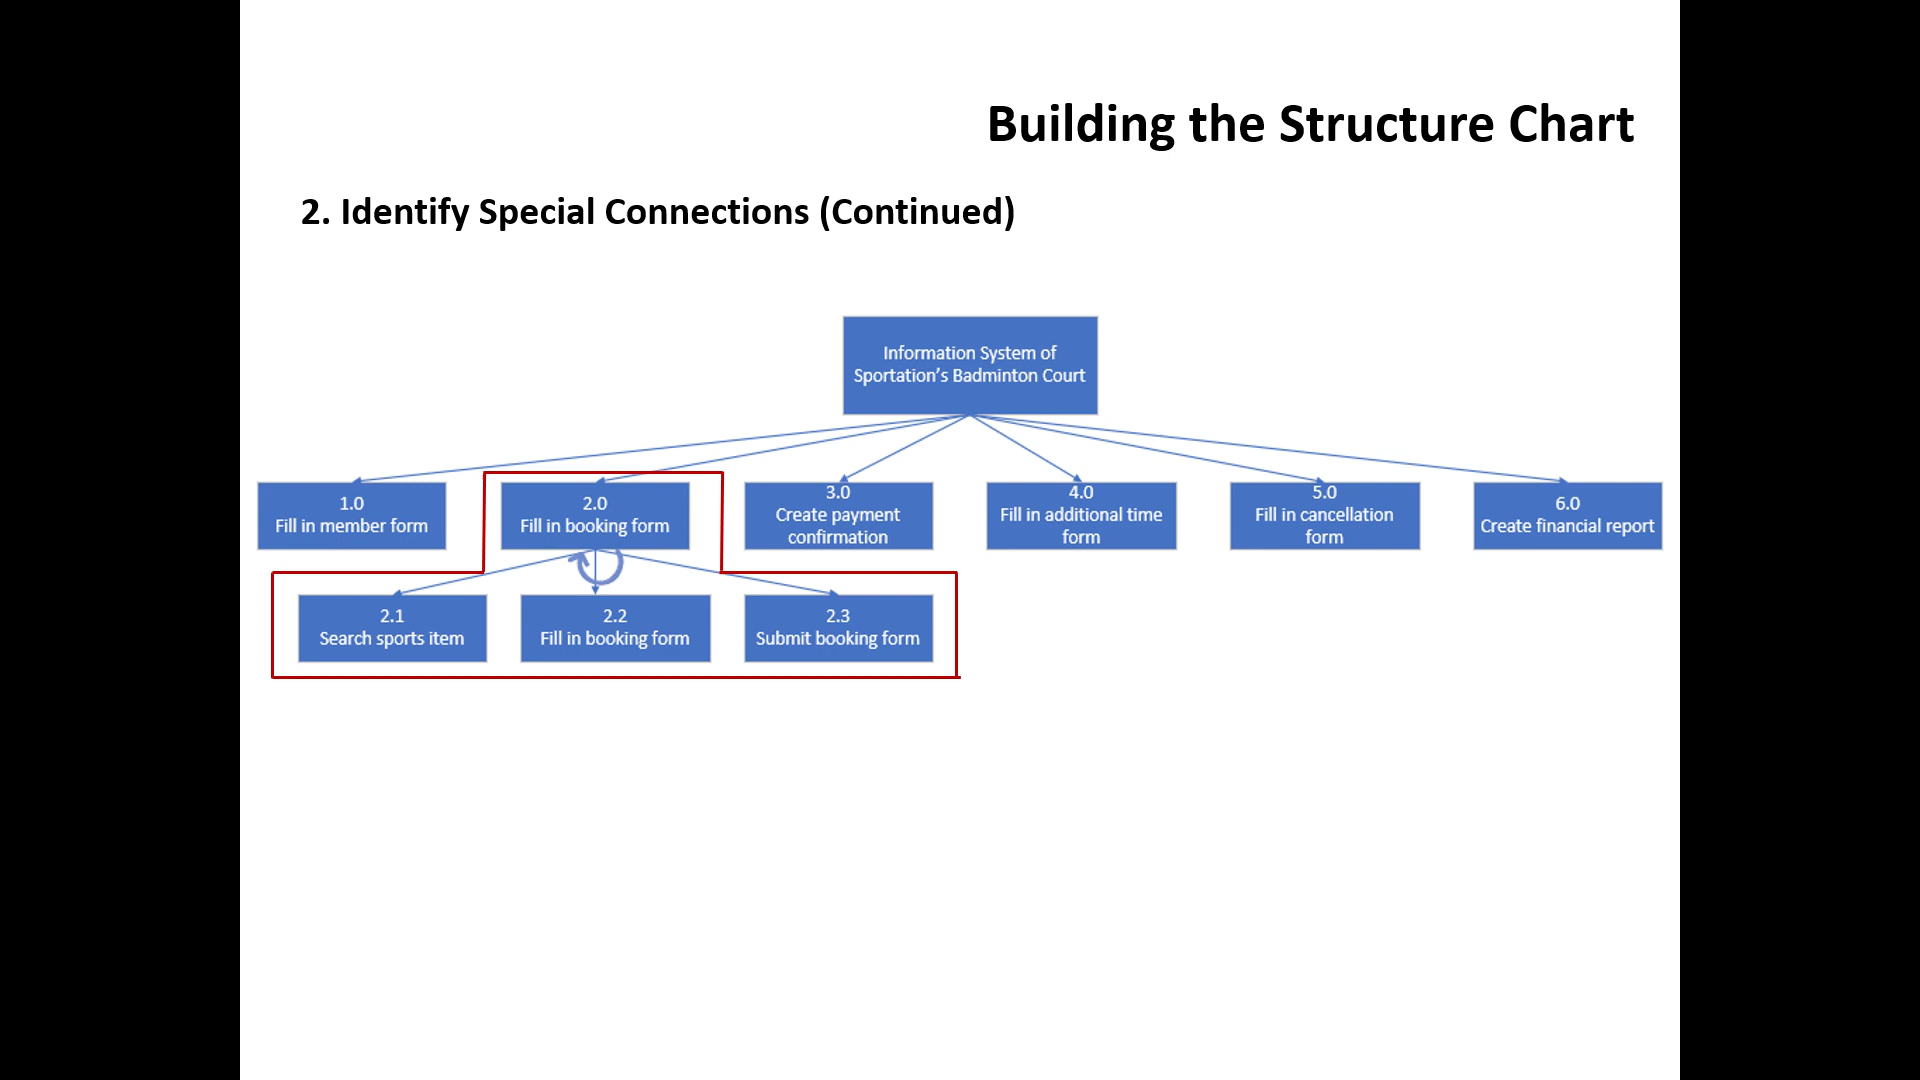 Building the Structure Chart
2. Identify Special Connections (Continued)
Information System of
Sportation’s Badminton Court
1.0
Fill in member form
2.0
Fill in booking form
3.0
Create payment
confirmation
4.0
Fill in additional time
form
5.0
Fill in cancellation
form
6.0
Create financial report
2.1
Search sports item
2.2
Fill in booking form
2.3
Submit booking form